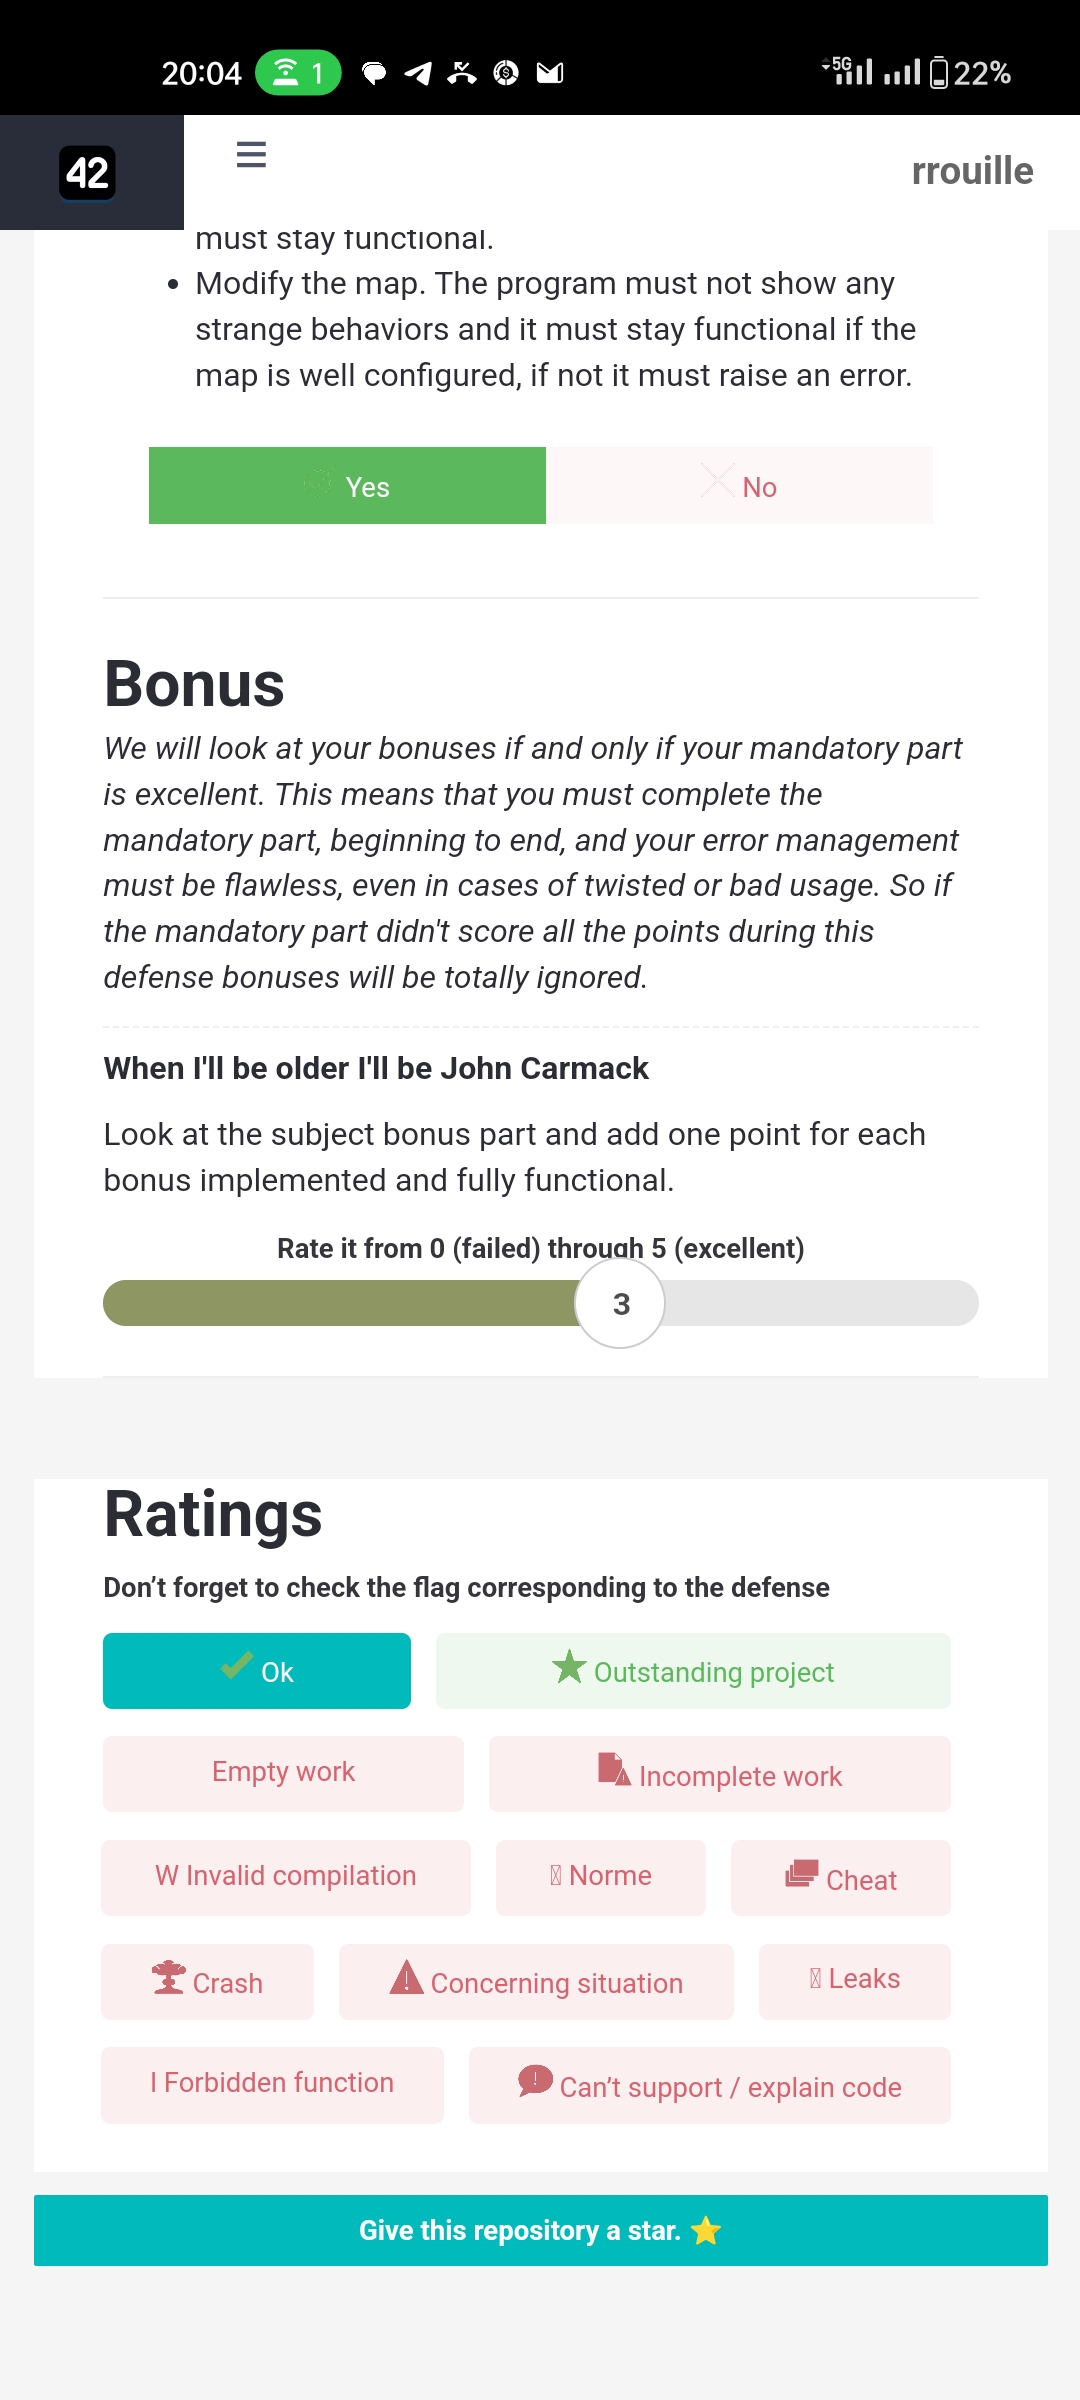 20:04 1 5G 22%
42 rrouille
must stay functional.
• Modify the map. The program must not show any
strange behaviors and it must stay functional if the
map is well configured, if not it must raise an error.
Yes No
Bonus
We will look at your bonuses if and only if your mandatory part
is excellent. This means that you must complete the
mandatory part, beginning to end, and your error management
must be flawless, even in cases of twisted or bad usage. So if
the mandatory part didn't score all the points during this
defense bonuses will be totally ignored.
When I'll be older I'll be John Carmack
Look at the subject bonus part and add one point for each
bonus implemented and fully functional.
Rate it from 0 (failed) through 5 (excellent)
3
Ratings
Don’t forget to check the flag corresponding to the defense
Ok Outstanding project
Empty work Incomplete work
W Invalid compilation Norme Cheat
Crash Concerning situation Leaks
I Forbidden function Can’t support / explain code
Give this repository a star. ⭐